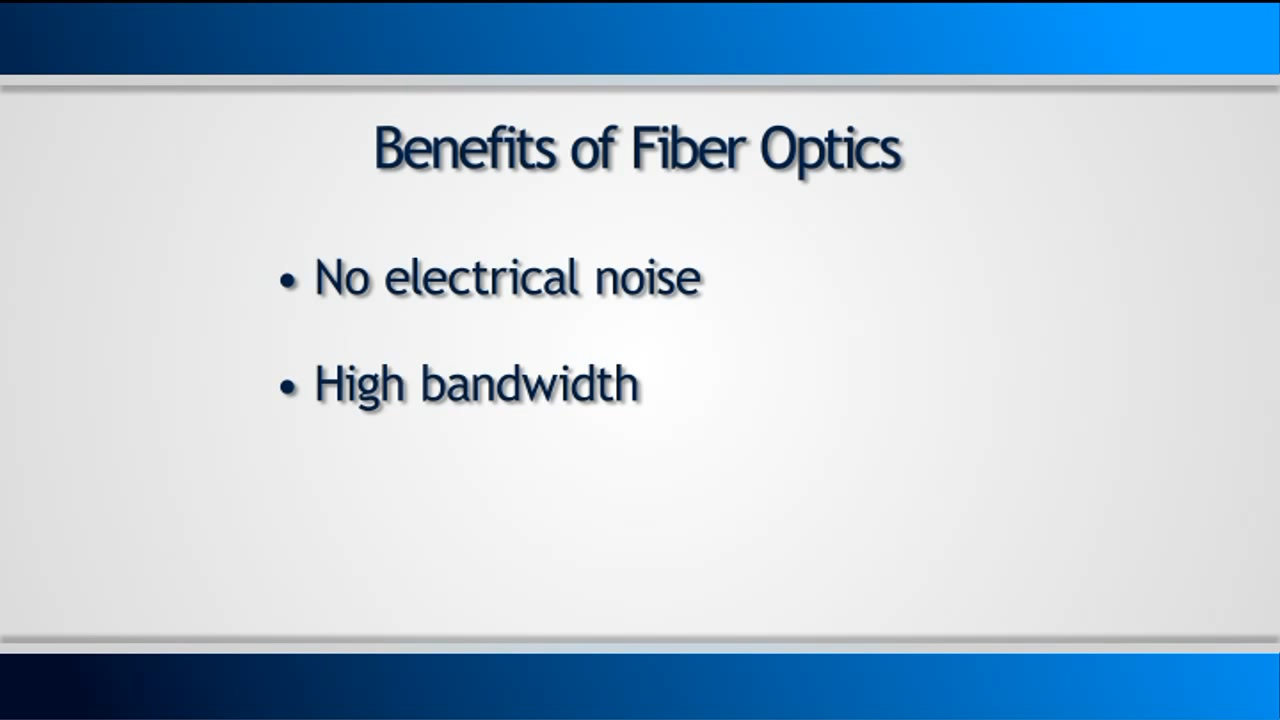 Benefits of Fiber Optics
• No electrical noise
• High bandwidth